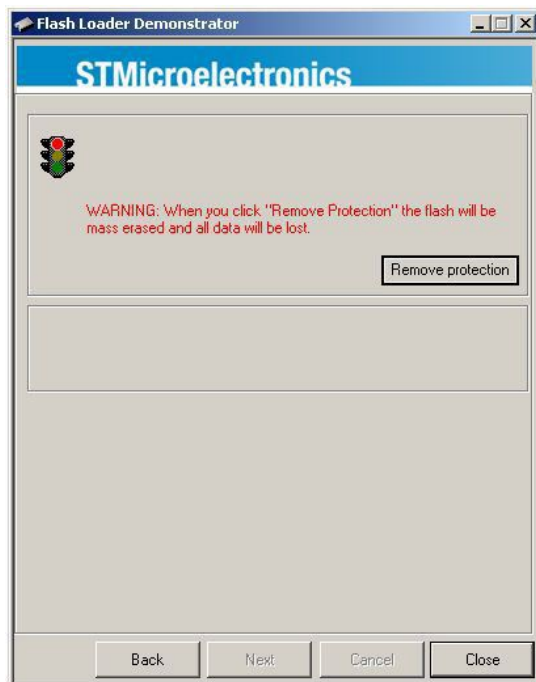 Flash Loader Demonstrator
STMicroelectronics
WARNING: When you click "Remove Protection" the flash will be
mass erased and all data will be lost.
Remove protection
Back Next Cancel Close